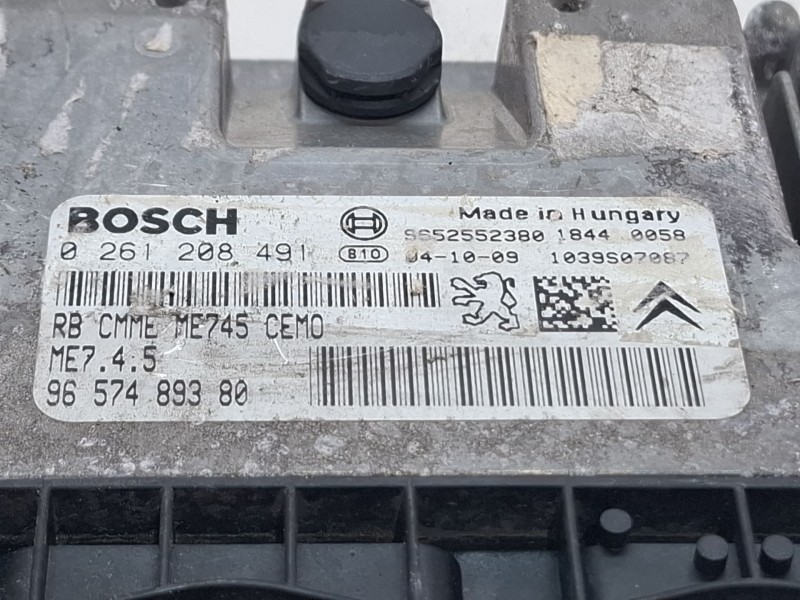 BOSCH
Made in Hungary
9652552380 1844 0058
0 261 208 491
810 04-10-09 1039S07087
RB CMME ME745 CEMO
ME7.4.5
96 574 893 80